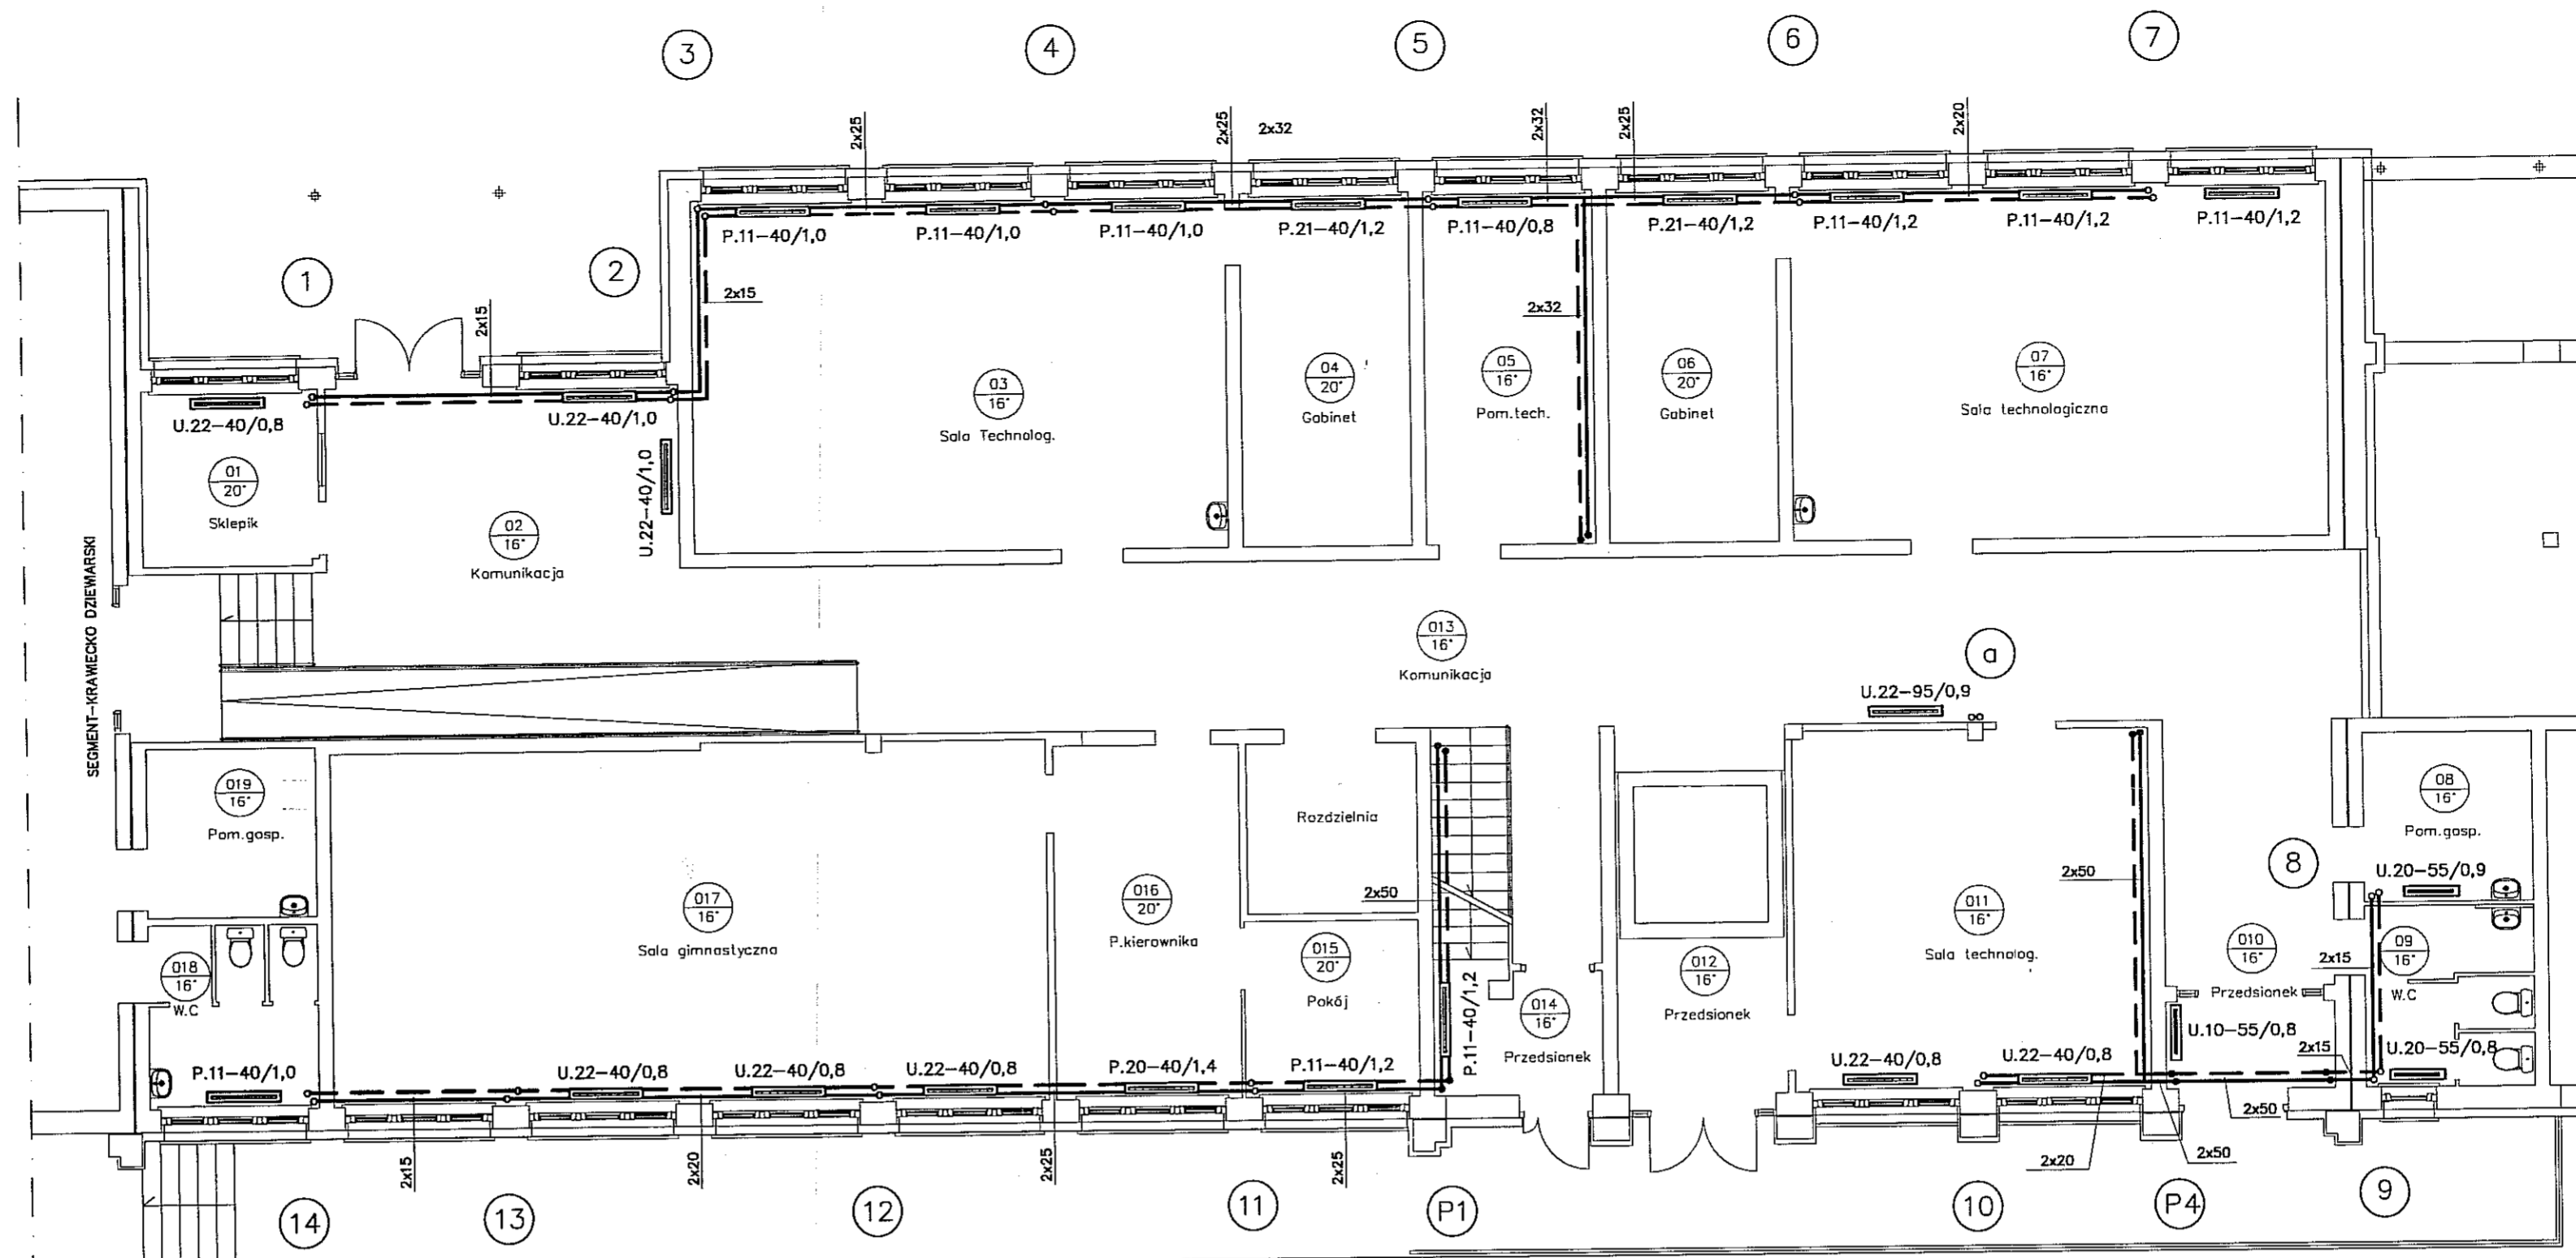 3
4
5
6
7
2x25
2x25
2x32
2x32
2x25
2x20
P.11-40/1,0
P.11-40/1,0
P.11-40/1,0
P.21-40/1,2
P.11-40/0,8
P.21-40/1,2
P.11-40/1,2
P.11-40/1,2
P.11-40/1,2
1
2
2x15
2x15
2x32
U.22-40/0,8
U.22-40/1,0
U.22-40/1,0
01
20°
Sklepik
02
16°
Komunikacja
03
16°
Sala Technolog.
04
20°
Gabinet
05
16°
Pom.tech.
06
20°
Gabinet
07
16°
Sala technologiczna
SEGMENT-KRAWIECKO DZIEWIARSKI
013
16°
Komunikacja
a
U.22-95/0,9
019
16°
Pom.gosp.
018
16°
W.C
P.11-40/1,0
017
16°
Sala gimnastyczna
U.22-40/0,8
U.22-40/0,8
U.22-40/0,8
016
20°
P.kierownika
P.20-40/1,4
Rozdzielnia
2x50
015
20°
Pokój
P.11-40/1,2
P.11-40/1,2
014
16°
Przedsionek
012
16°
Przedsionek
011
16°
Sala technolog.
2x50
U.22-40/0,8
U.22-40/0,8
8
010
16°
Przedsionek
U.10-55/0,8
08
16°
Pom.gosp.
U.20-55/0,9
09
16°
W.C
2x15
2x15
U.20-55/0,8
2x50
2x50
2x20
2x15
2x20
2x25
2x25
14
13
12
11
P1
10
P4
9